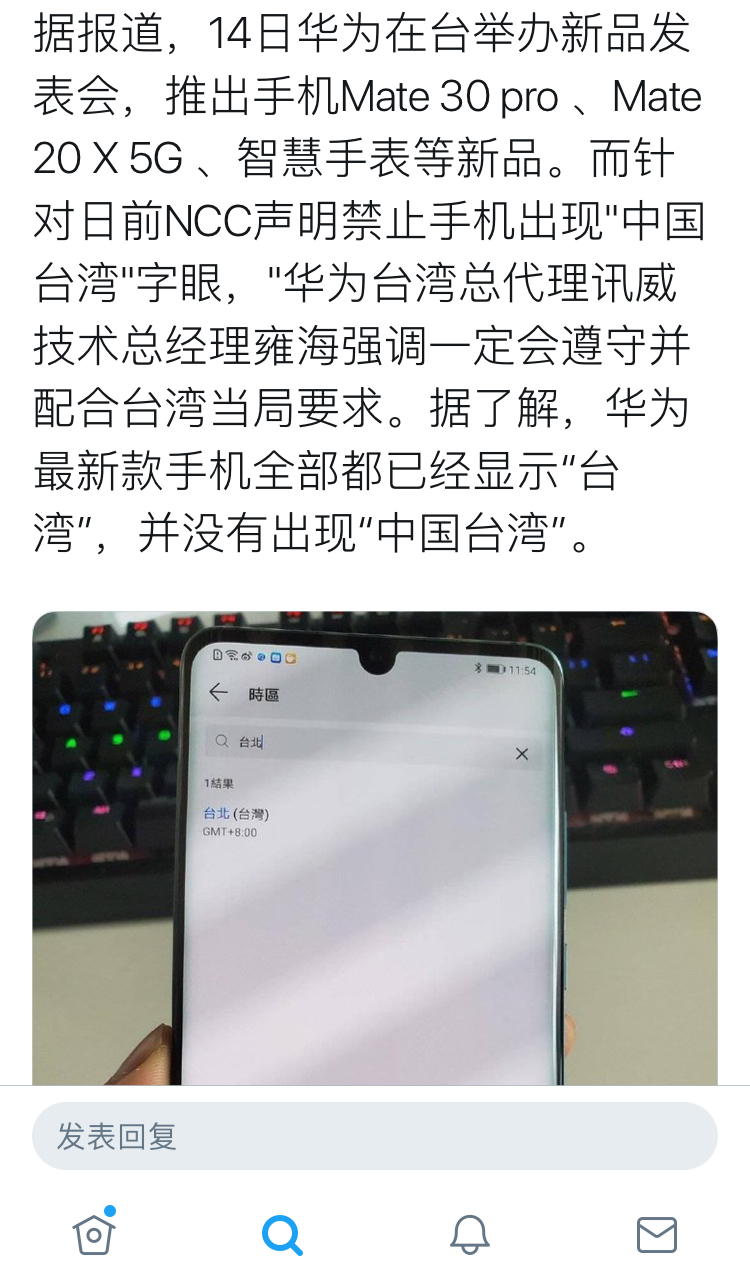 据报道，14日华为在台举办新品发
表会，推出手机Mate 30 pro 、Mate
20 X 5G 、智慧手表等新品。而针
对日前NCC声明禁止手机出现"中国
台湾"字眼，"华为台湾总代理讯威
技术总经理雍海强调一定会遵守并
配合台湾当局要求。据了解，华为
最新款手机全部都已经显示“台
湾”，并没有出现“中国台湾”。
11:54
時區
台北
1結果
台北 (台灣)
GMT+8:00
发表回复